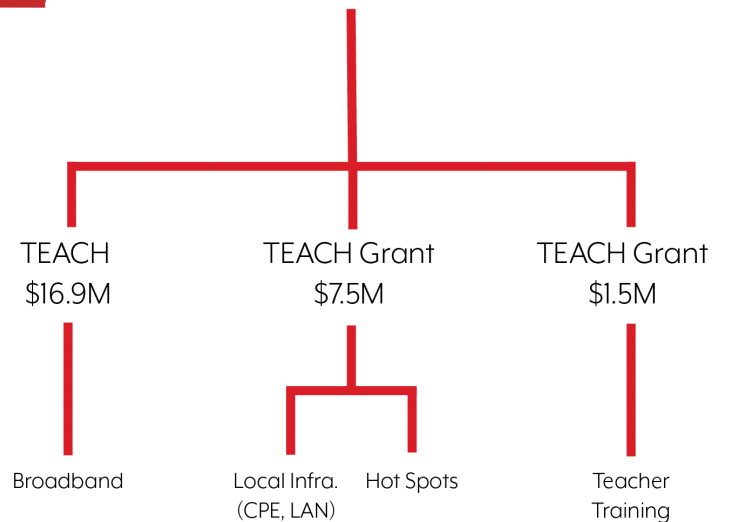 TEACH
$16.9M
TEACH Grant
$7.5M
TEACH Grant
$1.5M
Broadband
Local Infra.
(CPE, LAN)
Hot Spots
Teacher
Training